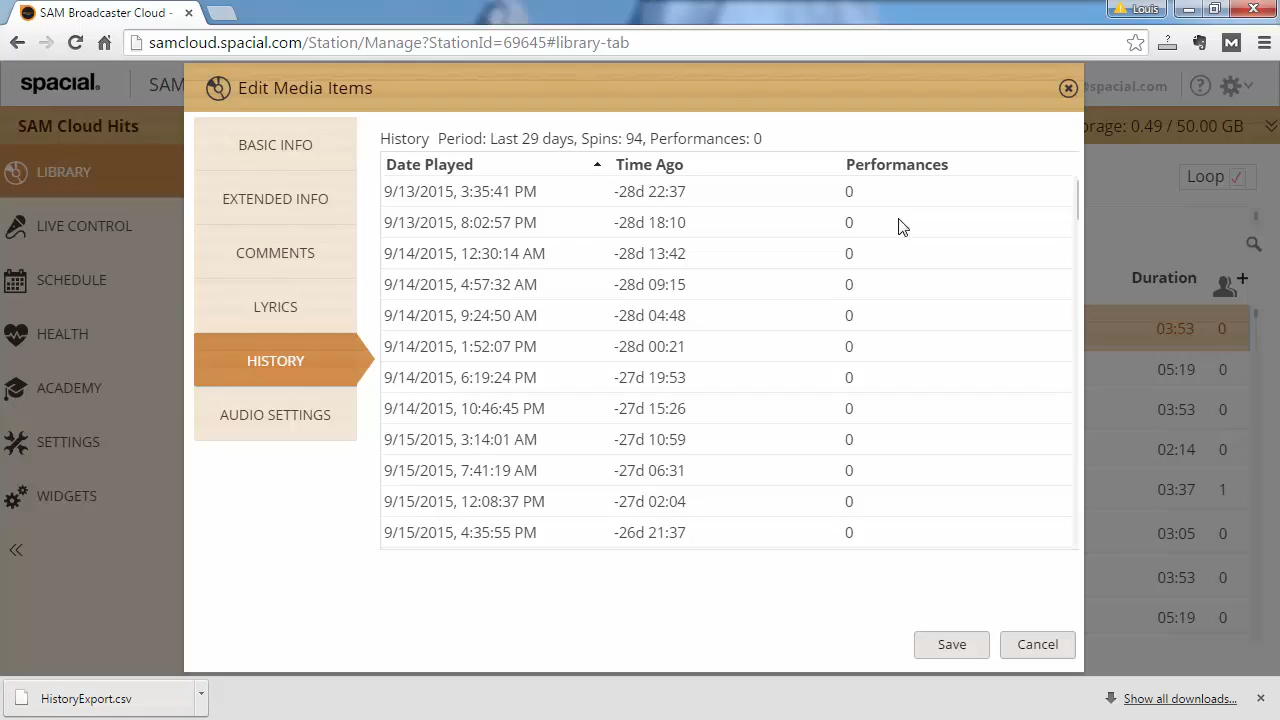 SAM Broadcaster Cloud -
Louis
samcloud.spacial.com/Station/Manage?StationId=69645#library-tab
spacial. SAM
@spacial.com
Edit Media Items
SAM Cloud Hits
orage: 0.49 / 50.00 GB
LIBRARY
LIVE CONTROL
SCHEDULE
HEALTH
ACADEMY
SETTINGS
WIDGETS
BASIC INFO
EXTENDED INFO
COMMENTS
LYRICS
HISTORY
AUDIO SETTINGS
History Period: Last 29 days, Spins: 94, Performances: 0
Date Played Time Ago Performances
9/13/2015, 3:35:41 PM -28d 22:37 0
9/13/2015, 8:02:57 PM -28d 18:10 0
9/14/2015, 12:30:14 AM -28d 13:42 0
9/14/2015, 4:57:32 AM -28d 09:15 0
9/14/2015, 9:24:50 AM -28d 04:48 0
9/14/2015, 1:52:07 PM -28d 00:21 0
9/14/2015, 6:19:24 PM -27d 19:53 0
9/14/2015, 10:46:45 PM -27d 15:26 0
9/15/2015, 3:14:01 AM -27d 10:59 0
9/15/2015, 7:41:19 AM -27d 06:31 0
9/15/2015, 12:08:37 PM -27d 02:04 0
9/15/2015, 4:35:55 PM -26d 21:37 0
Save Cancel
Loop
Duration
03:53 0
05:19 0
03:53 0
02:14 0
03:37 1
03:05 0
03:53 0
05:19 0
HistoryExport.csv
Show all downloads...